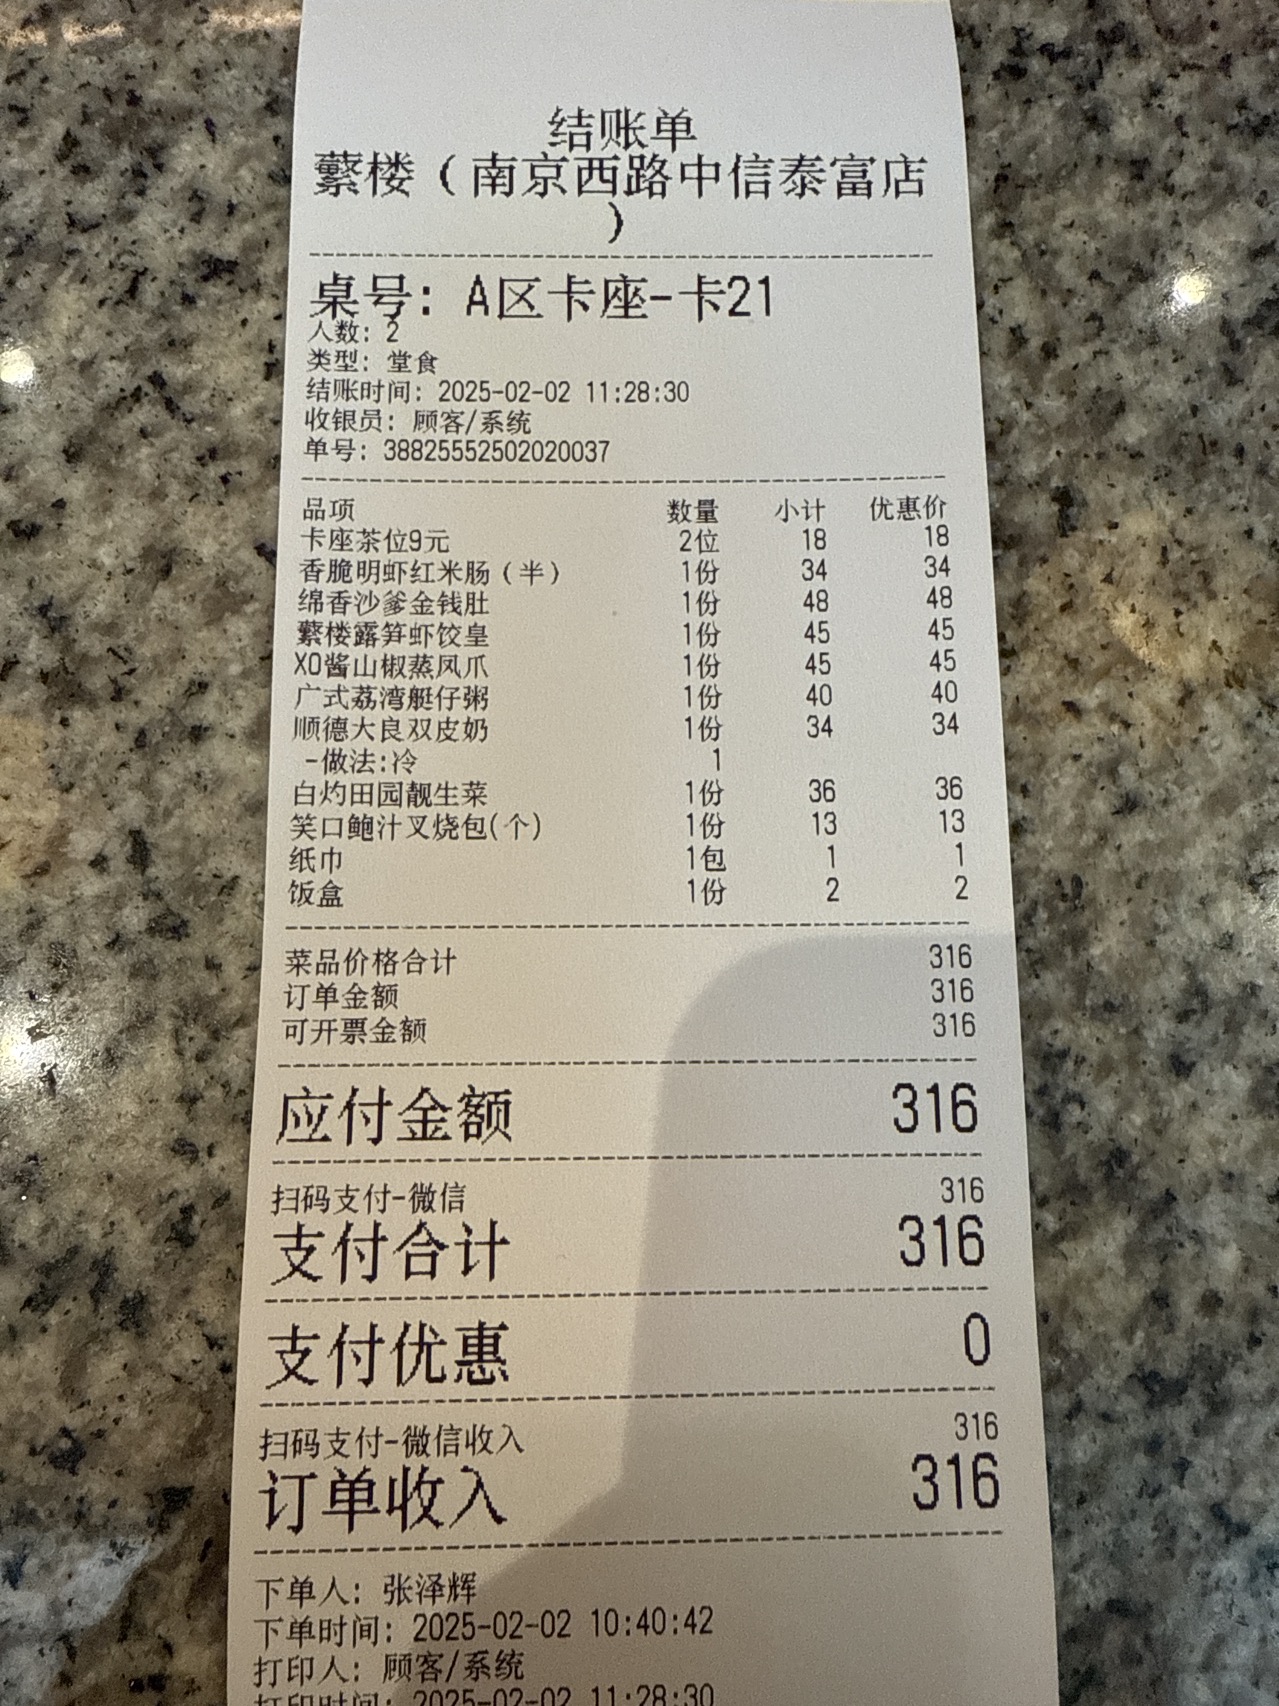 结账单
蘩楼（南京西路中信泰富店
）
桌号：A区卡座-卡21
人数：2
类型：堂食
结账时间：2025-02-02 11:28:30
收银员：顾客/系统
单号：38825552502020037
品项 数量 小计 优惠价
卡座茶位9元 2位 18 18
香脆明虾红米肠（半） 1份 34 34
绵香沙爹金钱肚 1份 48 48
蘩楼露笋虾饺皇 1份 45 45
XO酱山椒蒸凤爪 1份 45 45
广式荔湾艇仔粥 1份 40 40
顺德大良双皮奶 1份 34 34
-做法:冷 1
白灼田园靓生菜 1份 36 36
笑口鲍汁叉烧包(个) 1份 13 13
纸巾 1包 1 1
饭盒 1份 2 2
菜品价格合计 316
订单金额 316
可开票金额 316
应付金额 316
扫码支付-微信 316
支付合计 316
支付优惠 0
扫码支付-微信收入 316
订单收入 316
下单人：张泽辉
下单时间：2025-02-02 10:40:42
打印人：顾客/系统
打印时间：2025-02-02 11:28:30